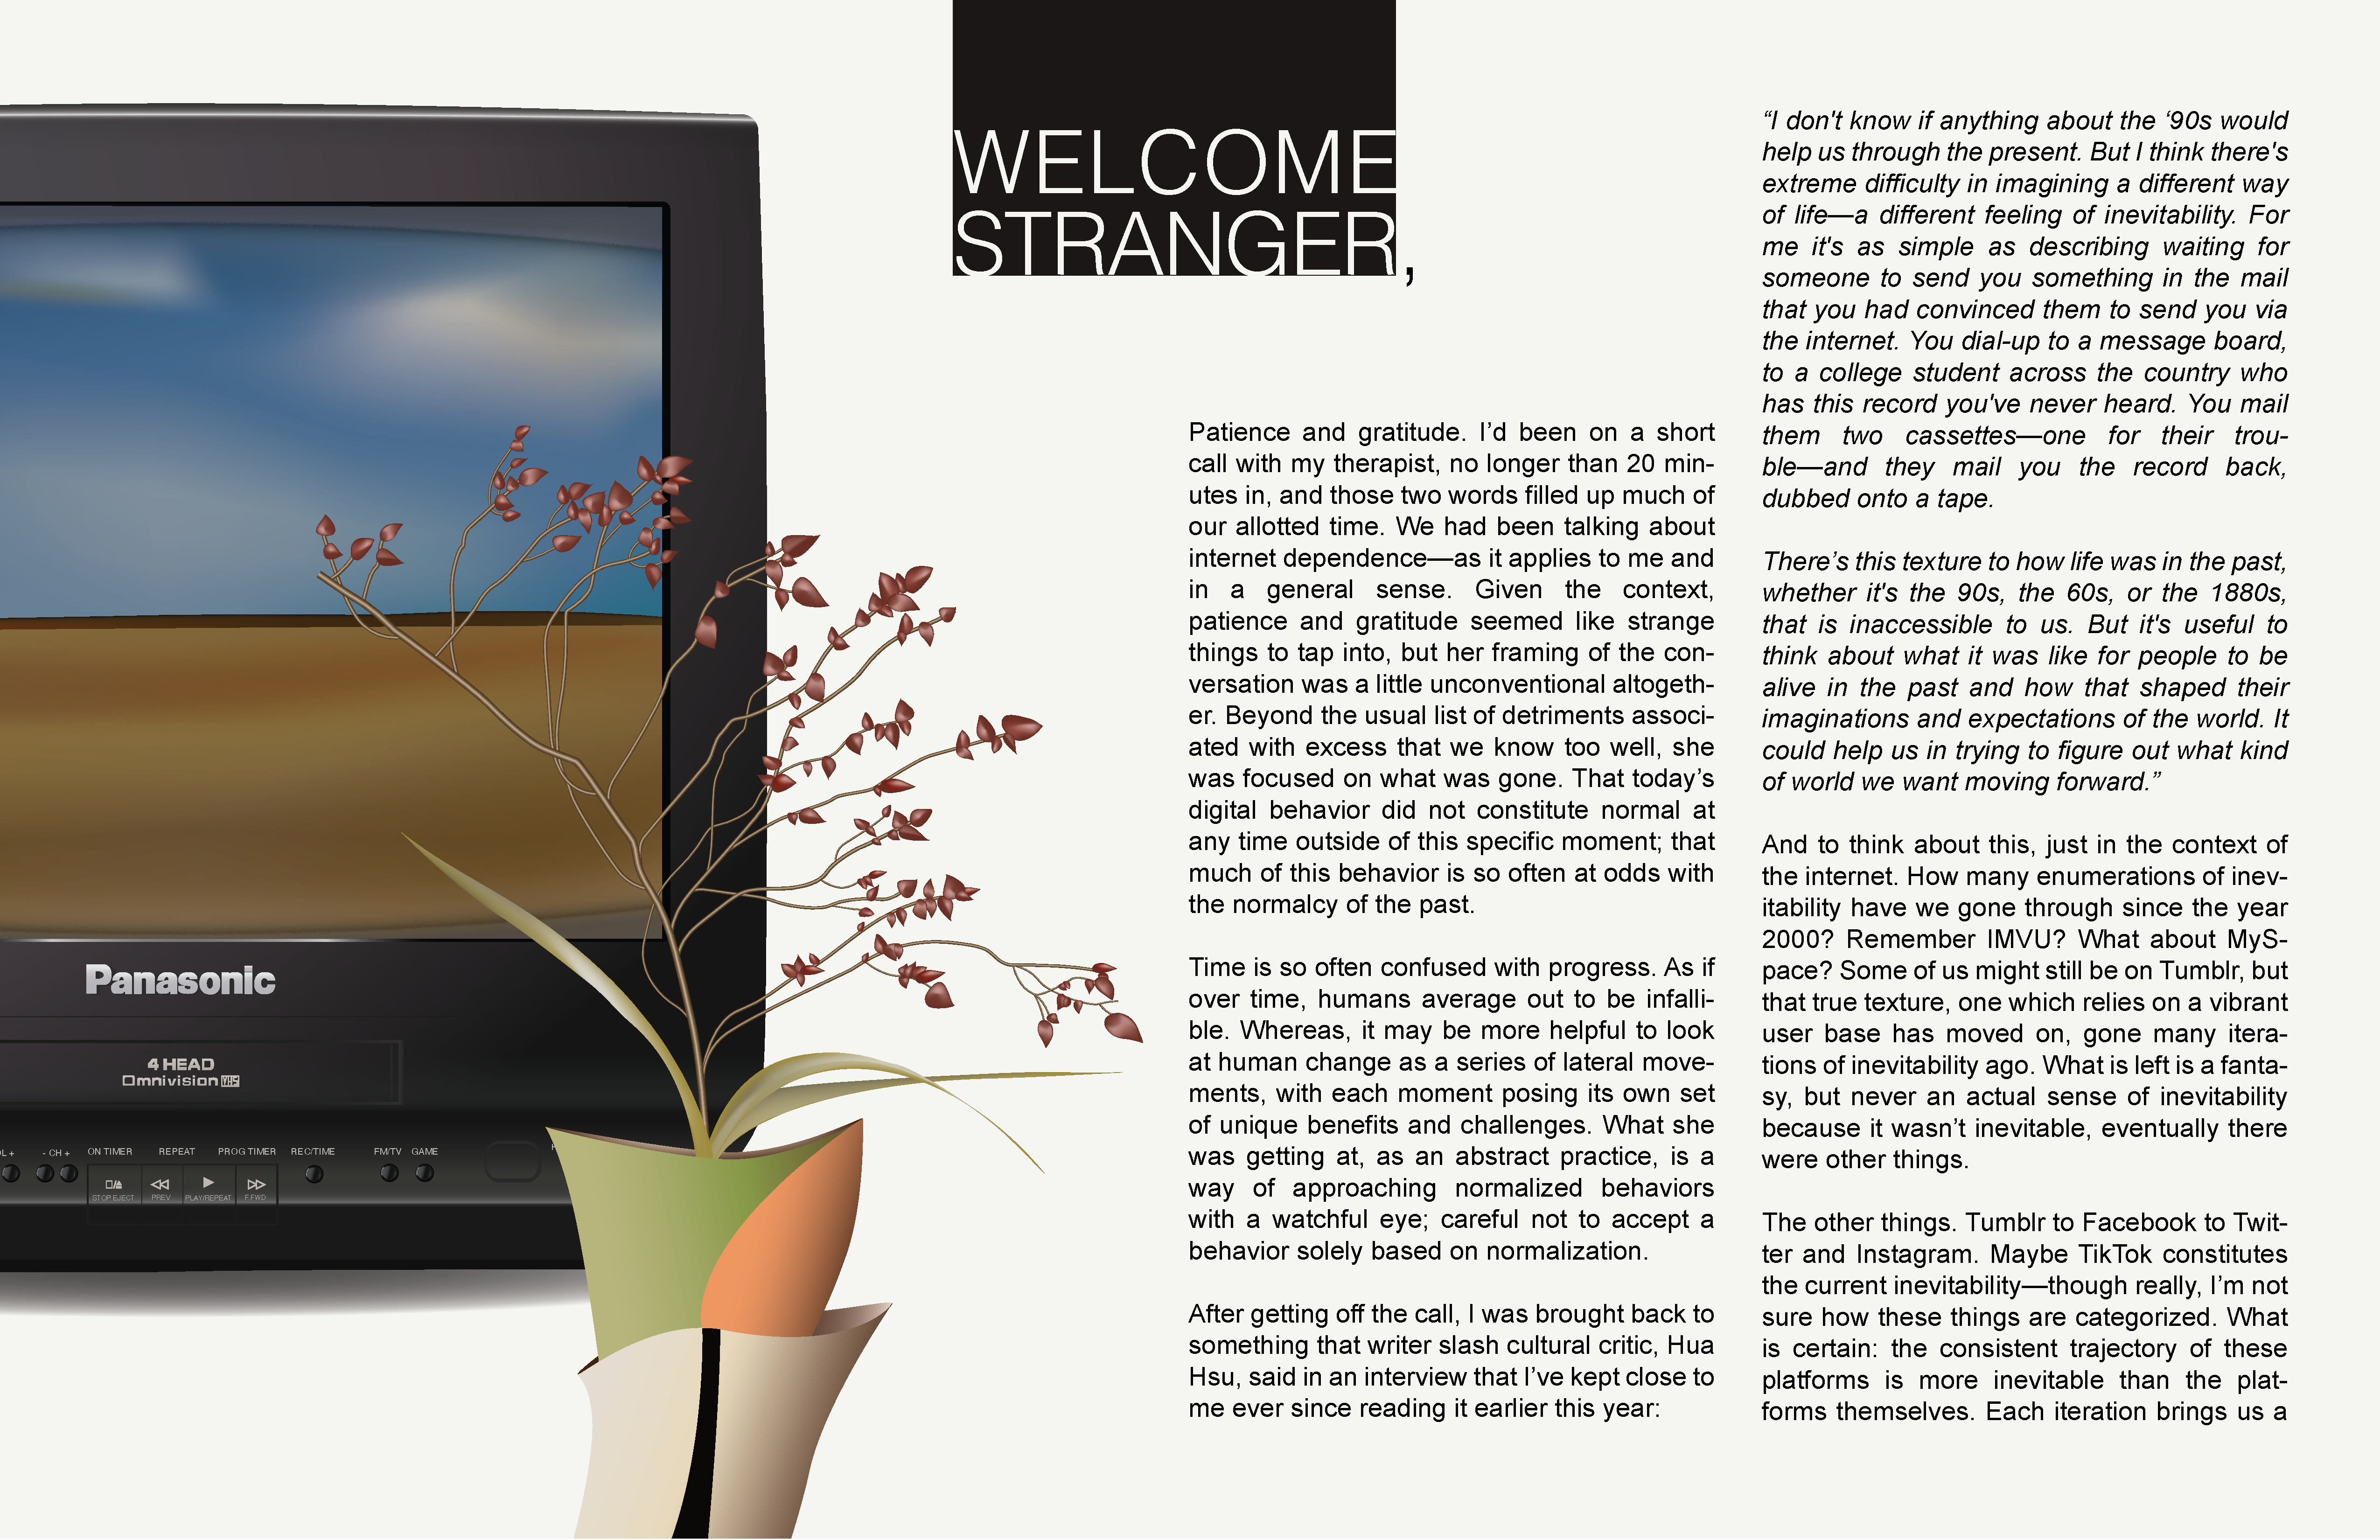 WELCOME
STRANGER,
Patience and gratitude. I’d been on a short
call with my therapist, no longer than 20 min-
utes in, and those two words filled up much of
our allotted time. We had been talking about
internet dependence—as it applies to me and
in a general sense. Given the context,
patience and gratitude seemed like strange
things to tap into, but her framing of the con-
versation was a little unconventional altogeth-
er. Beyond the usual list of detriments associ-
ated with excess that we know too well, she
was focused on what was gone. That today’s
digital behavior did not constitute normal at
any time outside of this specific moment; that
much of this behavior is so often at odds with
the normalcy of the past.
Time is so often confused with progress. As if
over time, humans average out to be infalli-
ble. Whereas, it may be more helpful to look
at human change as a series of lateral move-
ments, with each moment posing its own set
of unique benefits and challenges. What she
was getting at, as an abstract practice, is a
way of approaching normalized behaviors
with a watchful eye; careful not to accept a
behavior solely based on normalization.
After getting off the call, I was brought back to
something that writer slash cultural critic, Hua
Hsu, said in an interview that I’ve kept close to
me ever since reading it earlier this year:
“I don't know if anything about the ‘90s would
help us through the present. But I think there's
extreme difficulty in imagining a different way
of life—a different feeling of inevitability. For
me it's as simple as describing waiting for
someone to send you something in the mail
that you had convinced them to send you via
the internet. You dial-up to a message board,
to a college student across the country who
has this record you've never heard. You mail
them two cassettes—one for their trou-
ble—and they mail you the record back,
dubbed onto a tape.
There’s this texture to how life was in the past,
whether it's the 90s, the 60s, or the 1880s,
that is inaccessible to us. But it's useful to
think about what it was like for people to be
alive in the past and how that shaped their
imaginations and expectations of the world. It
could help us in trying to figure out what kind
of world we want moving forward.”
And to think about this, just in the context of
the internet. How many enumerations of inev-
itability have we gone through since the year
2000? Remember IMVU? What about MyS-
pace? Some of us might still be on Tumblr, but
that true texture, one which relies on a vibrant
user base has moved on, gone many itera-
tions of inevitability ago. What is left is a fanta-
sy, but never an actual sense of inevitability
because it wasn’t inevitable, eventually there
were other things.
The other things. Tumblr to Facebook to Twit-
ter and Instagram. Maybe TikTok constitutes
the current inevitability—though really, I’m not
sure how these things are categorized. What
is certain: the consistent trajectory of these
platforms is more inevitable than the plat-
forms themselves. Each iteration brings us a
Panasonic
4 HEAD
Omnivision VHS
L + - CH + ON TIMER REPEAT PROG TIMER REC/TIME FM/TV GAME
STOP EJECT PREV PLAY/REPEAT F.FWD